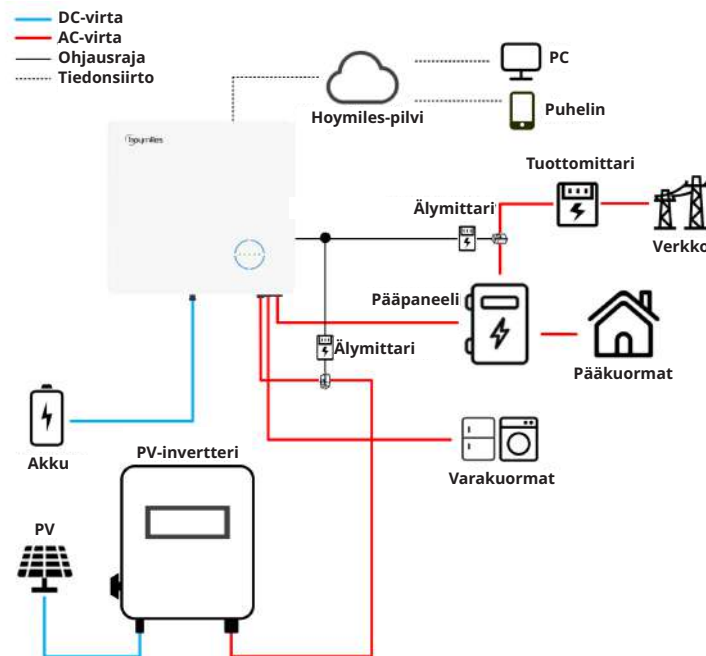 DC-virta
AC-virta
Ohjausraja
Tiedonsiirto
PC
Hoymiles-pilvi
Puhelin
hoymiles
Tuottomittari
Älymittari
Verkko
Pääpaneeli
Älymittari
Pääkuormat
Akku
PV-invertteri
Varakuormat
PV